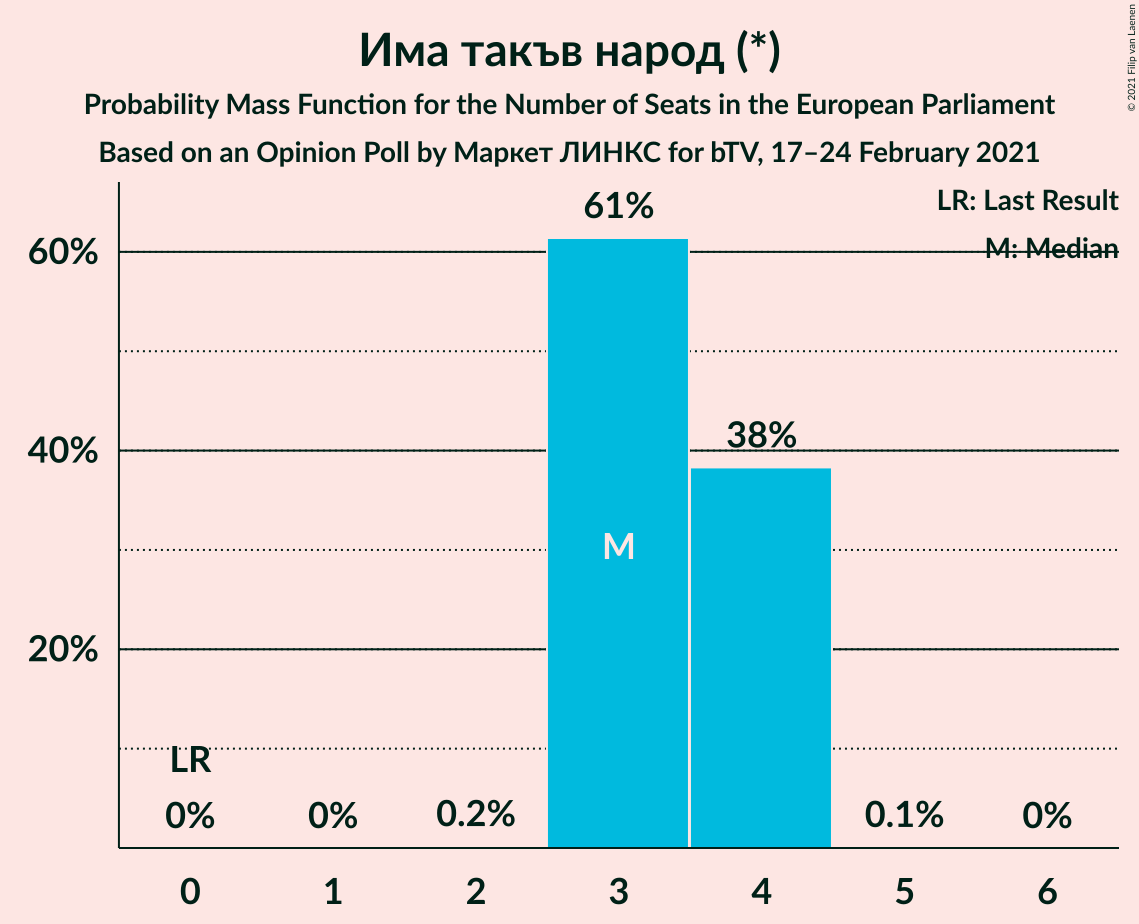 Има такъв народ (*)
Probability Mass Function for the Number of Seats in the European Parliament
Based on an Opinion Poll by Маркет ЛИНКС for bTV, 17–24 February 2021
© 2021 Filip van Laenen
LR: Last Result
M: Median
61%
60%
38%
40%
M
20%
LR
0%
0%
0.2%
0.1%
0%
0
1
2
3
4
5
6